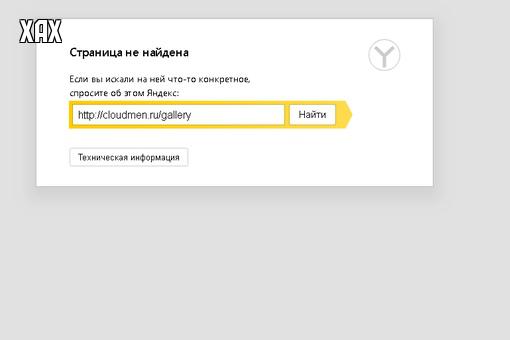 XAX
Страница не найдена
Если вы искали на ней что-то конкретное,
спросите об этом Яндекс:
http://cloudmen.ru/gallery
Найти
Техническая информация